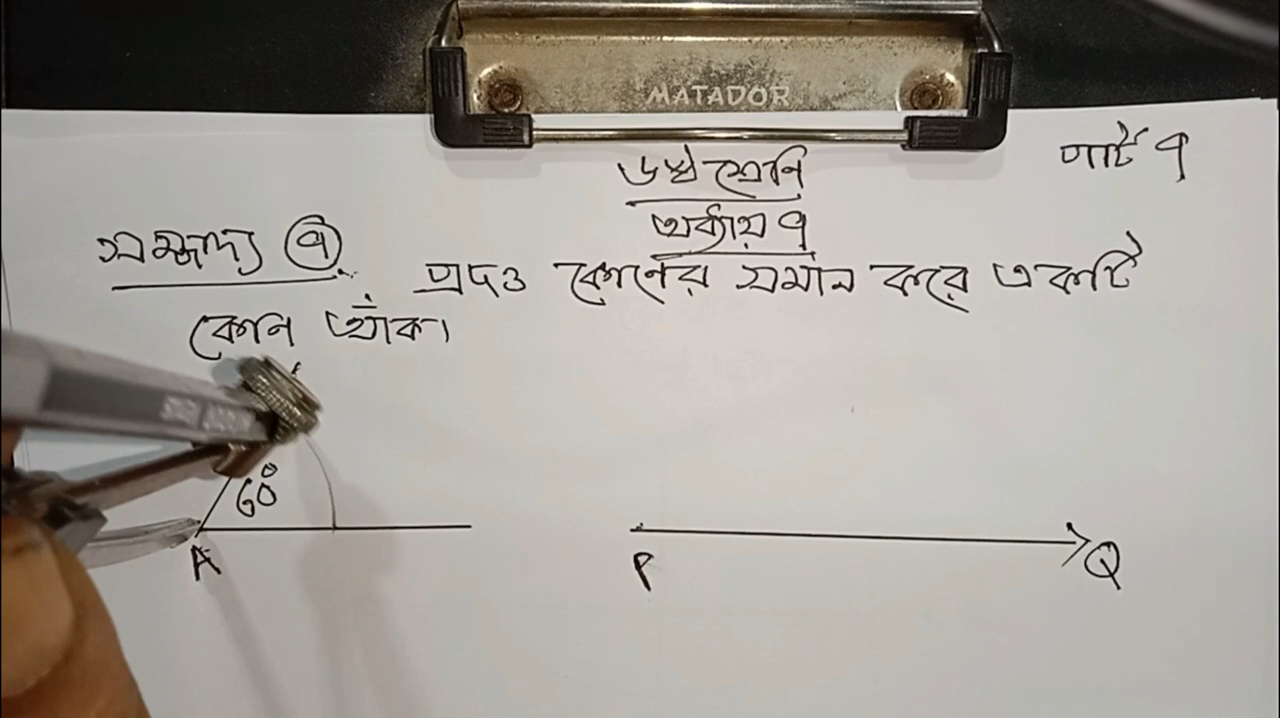 MATADOR
পার্ট ৭
৬ষ্ঠ শ্রেনি
অধ্যায় ৭
সম্পাদ্য ৭
প্রদত্ত কোণের সমান করে একটি
কোন আঁক।
60°
A
P
Q